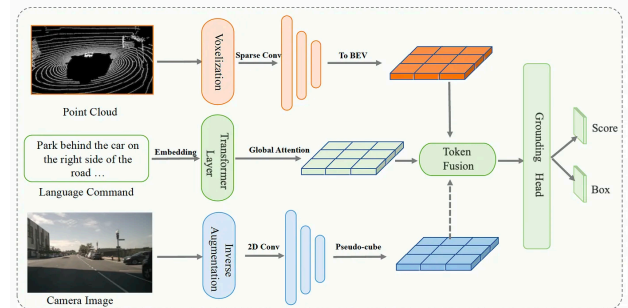 Point Cloud
Voxelization
Sparse Conv
To BEV
Park behind the car on
the right side of the
road …
Language Command
Embedding
Transformer
Layer
Global Attention
Token
Fusion
Grounding Head
Score
Box
Camera Image
Inverse
Augmentation
2D Conv
Pseudo-cube